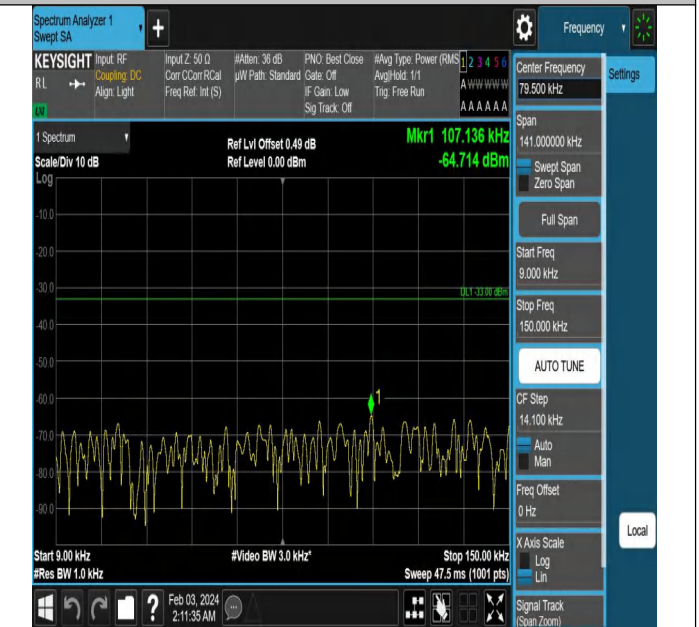 Spectrum Analyzer 1
Swept SA
+
Frequency
KEYSIGHT
RL
LXI
Input: RF
Coupling: DC
Align: Light
Input Z: 50 Ω
Corr CCorr RCal
Freq Ref: Int (S)
#Atten: 36 dB
µW Path: Standard
PNO: Best Close
Gate: Off
IF Gain: Low
Sig Track: Off
#Avg Type: Power (RMS
Avg|Hold: 1/1
Trig: Free Run
1 2 3 4 5 6
A W W W W W
A A A A A A
Center Frequency
79.500 kHz
Settings
Span
141.000000 kHz
Swept Span
Zero Span
Full Span
Start Freq
9.000 kHz
Stop Freq
150.000 kHz
AUTO TUNE
CF Step
14.100 kHz
Auto
Man
Freq Offset
0 Hz
X Axis Scale
Log
Lin
Signal Track
(Span Zoom)
Local
1 Spectrum
Scale/Div 10 dB
Log
Ref Lvl Offset 0.49 dB
Ref Level 0.00 dBm
Mkr1 107.136 kHz
-64.714 dBm
-10.0
-20.0
-30.0
DL1 -33.00 dBm
-40.0
-50.0
-60.0
1
-70.0
-80.0
-90.0
Start 9.00 kHz
#Video BW 3.0 kHz*
Stop 150.00 kHz
#Res BW 1.0 kHz
Sweep 47.5 ms (1001 pts)
?
Feb 03, 2024
2:11:35 AM